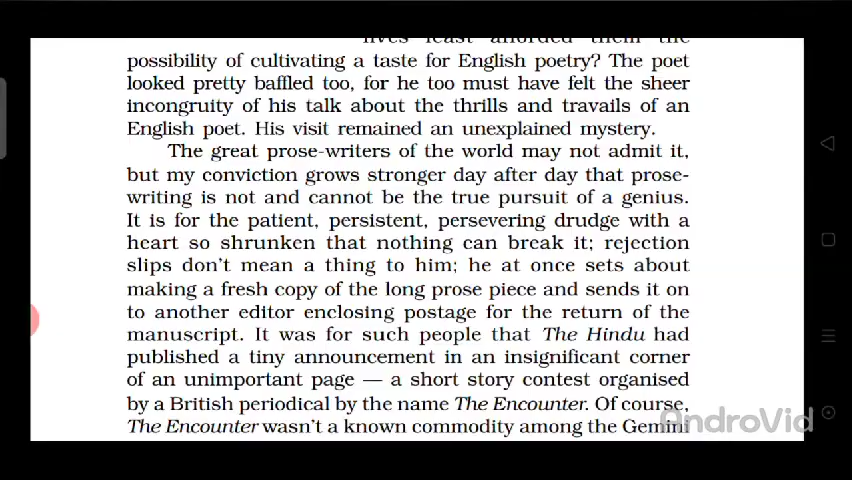 lives least afforded them the
possibility of cultivating a taste for English poetry? The poet
looked pretty baffled too, for he too must have felt the sheer
incongruity of his talk about the thrills and travails of an
English poet. His visit remained an unexplained mystery.
The great prose-writers of the world may not admit it,
but my conviction grows stronger day after day that prose-
writing is not and cannot be the true pursuit of a genius.
It is for the patient, persistent, persevering drudge with a
heart so shrunken that nothing can break it; rejection
slips don't mean a thing to him; he at once sets about
making a fresh copy of the long prose piece and sends it on
to another editor enclosing postage for the return of the
manuscript. It was for such people that The Hindu had
published a tiny announcement in an insignificant corner
of an unimportant page — a short story contest organised
by a British periodical by the name The Encounter. Of course,
The Encounter wasn't a known commodity among the Gemini
AndroVid